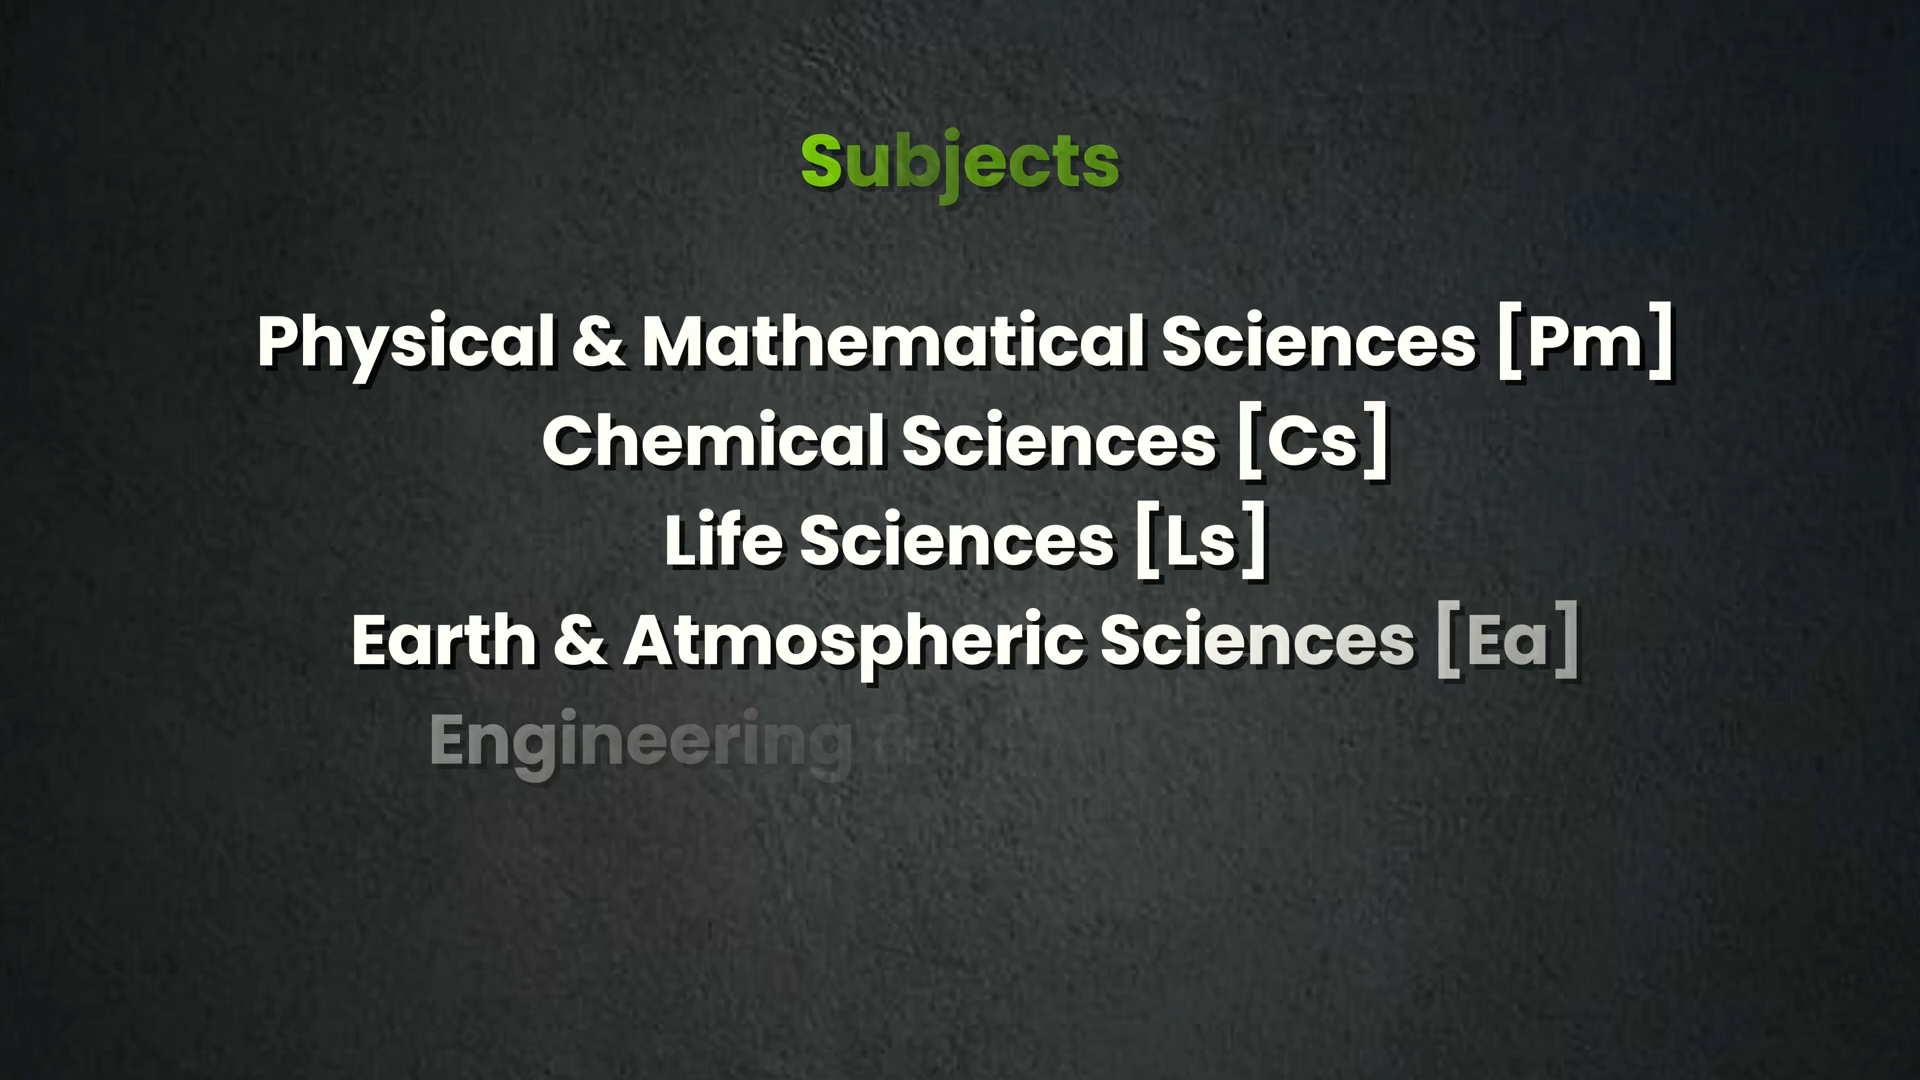 Subjects
Physical & Mathematical Sciences [Pm]
Chemical Sciences [Cs]
Life Sciences [Ls]
Earth & Atmospheric Sciences [Ea]
Engineering